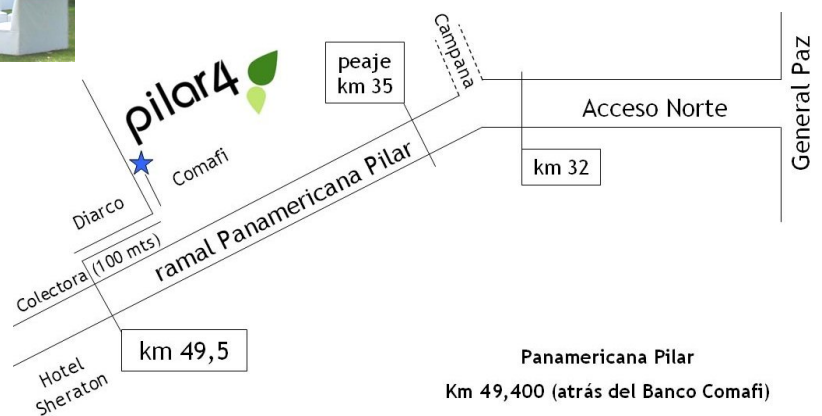 Campana
General Paz
pilar4
peaje
km 35
Acceso Norte
km 32
Comafi
ramal Panamericana Pilar
Diarco
Colectora (100 mts)
km 49,5
Hotel
Sheraton
Panamericana Pilar
Km 49,400 (atrás del Banco Comafi)